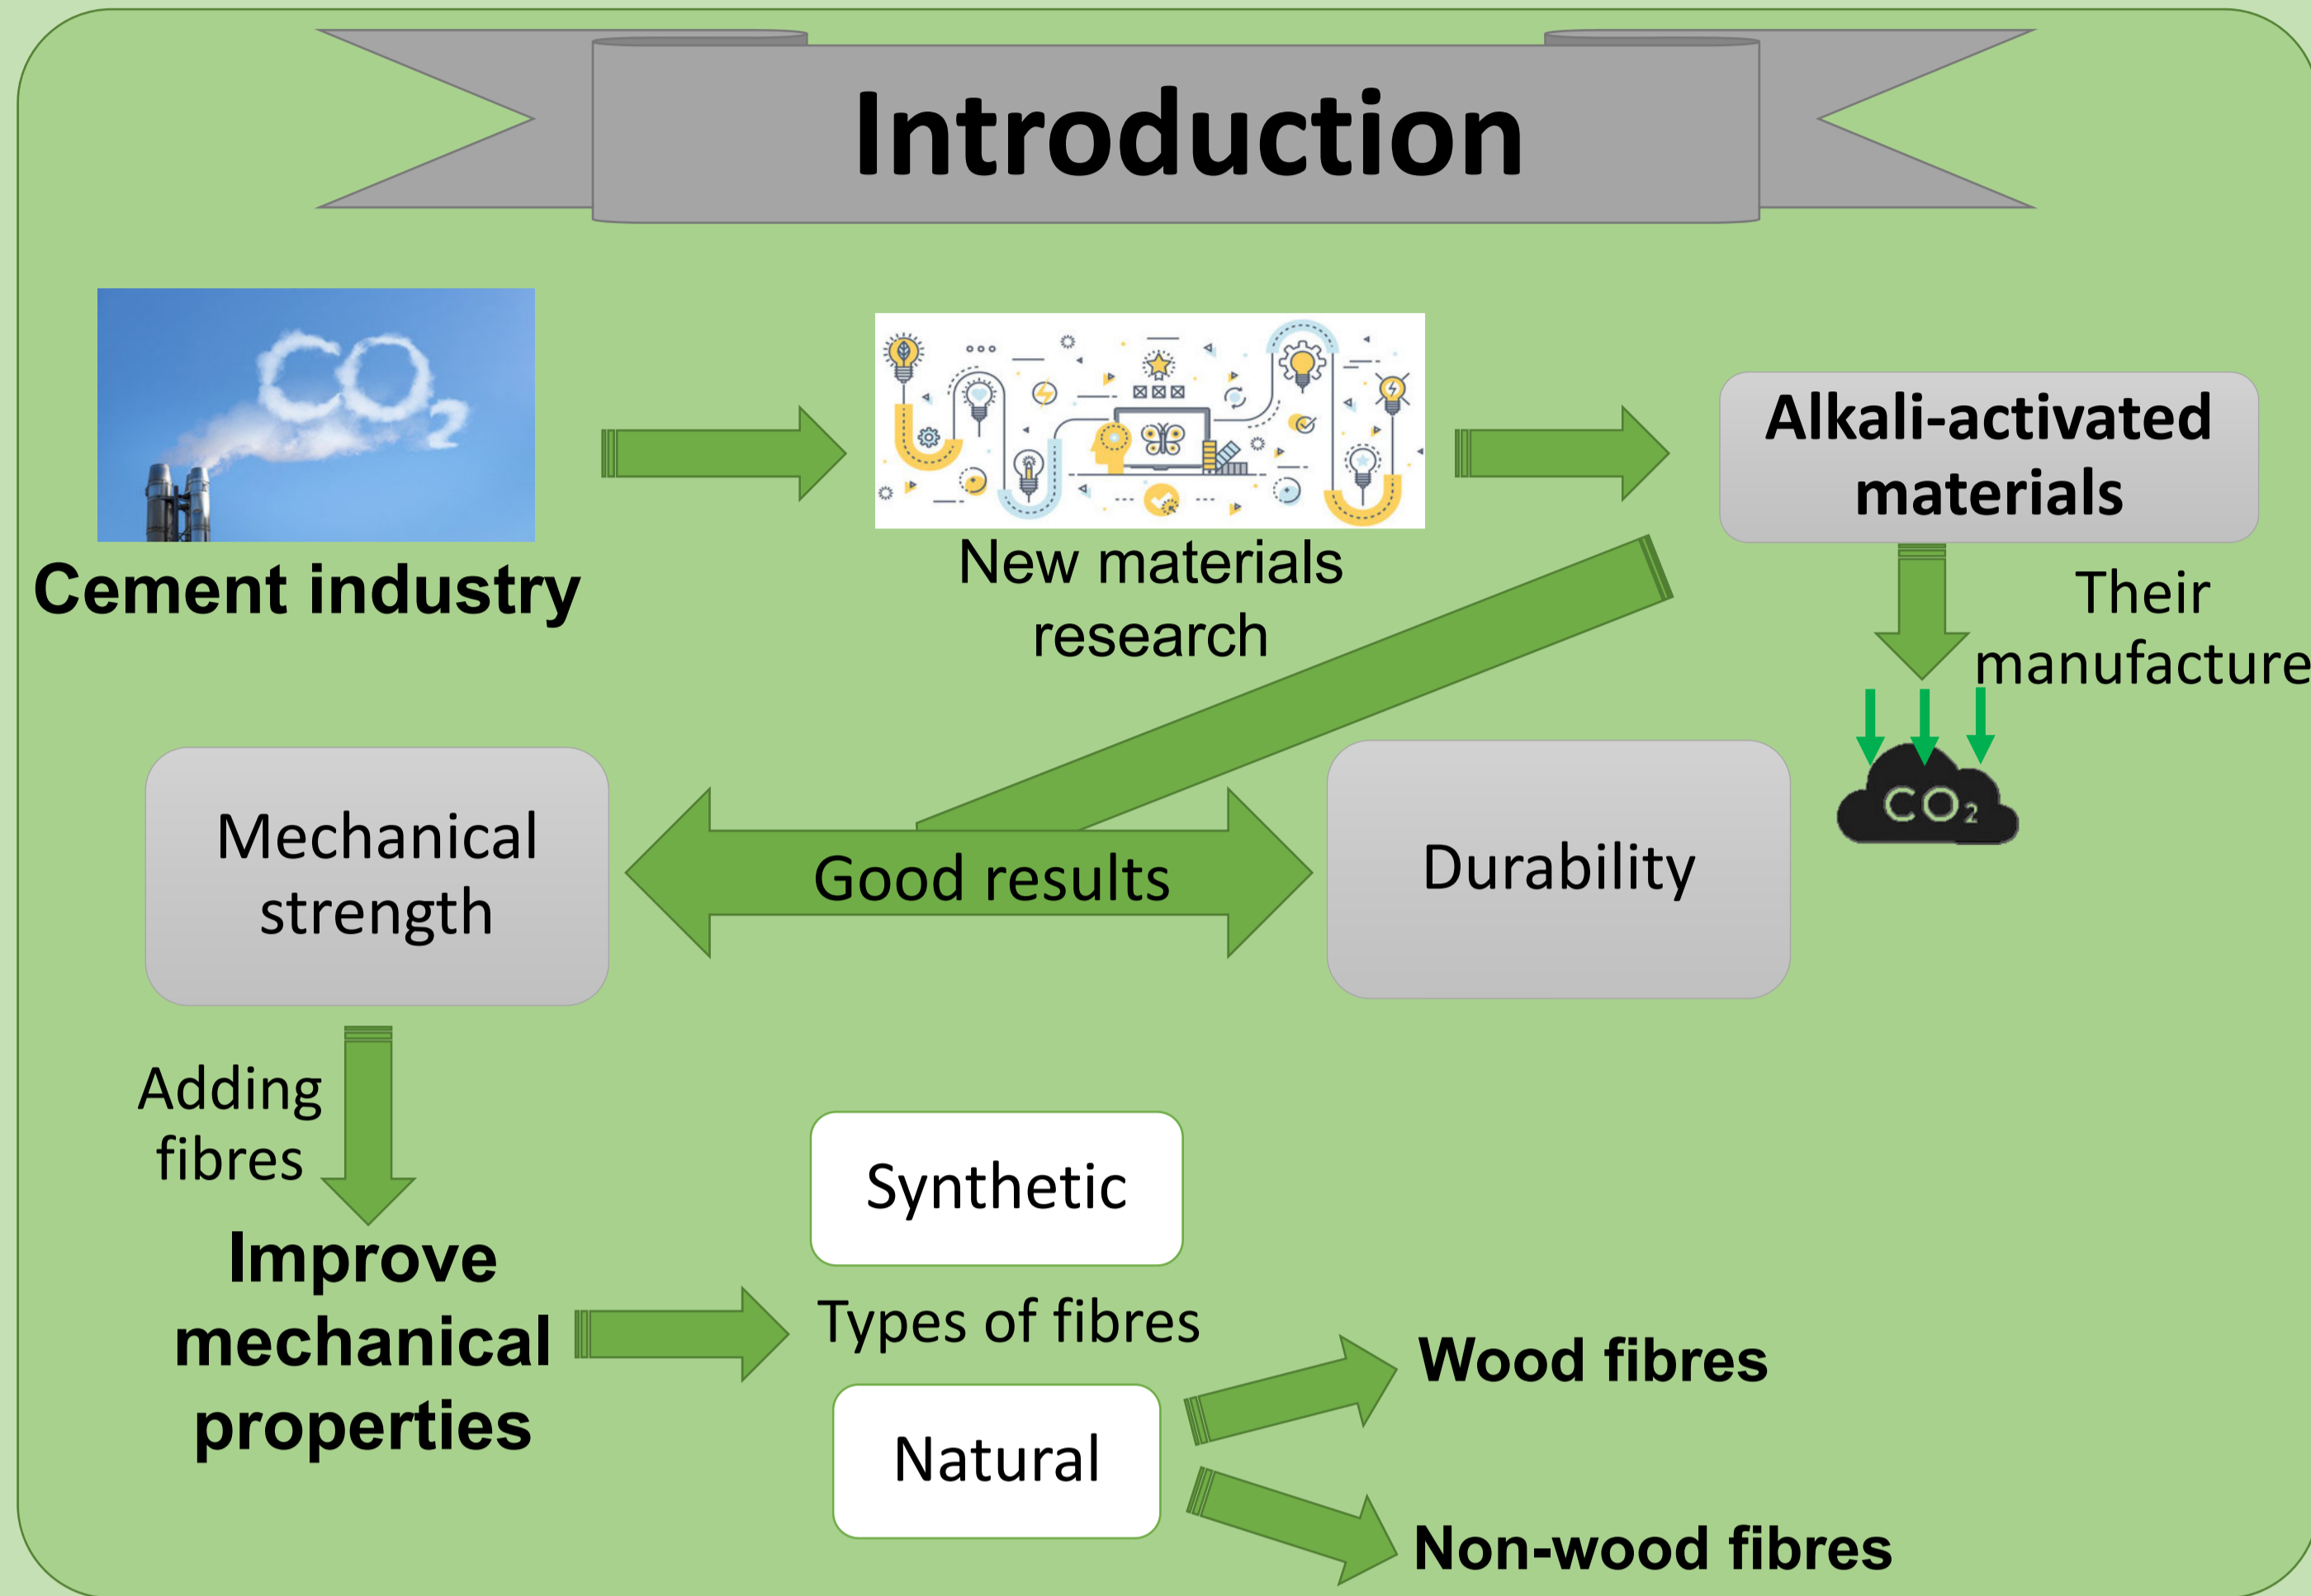 Introduction
CO2
Cement industry
New materials
research
Alkali-activated
materials
Their
manufacture
CO2
Mechanical
strength
Good results
Durability
Adding
fibres
Improve
mechanical
properties
Synthetic
Types of fibres
Natural
Wood fibres
Non-wood fibres